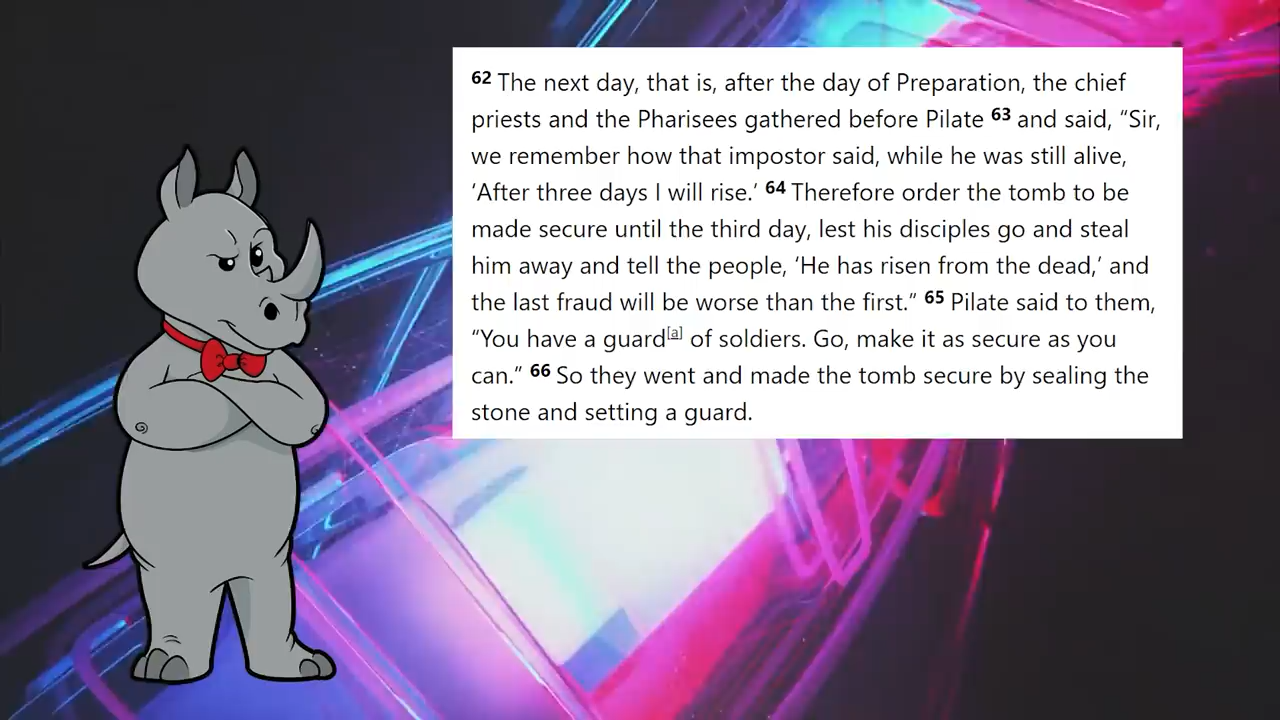 62 The next day, that is, after the day of Preparation, the chief
priests and the Pharisees gathered before Pilate 63 and said, “Sir,
we remember how that impostor said, while he was still alive,
‘After three days I will rise.’ 64 Therefore order the tomb to be
made secure until the third day, lest his disciples go and steal
him away and tell the people, ‘He has risen from the dead,’ and
the last fraud will be worse than the first.” 65 Pilate said to them,
“You have a guard[a] of soldiers. Go, make it as secure as you
can.” 66 So they went and made the tomb secure by sealing the
stone and setting a guard.